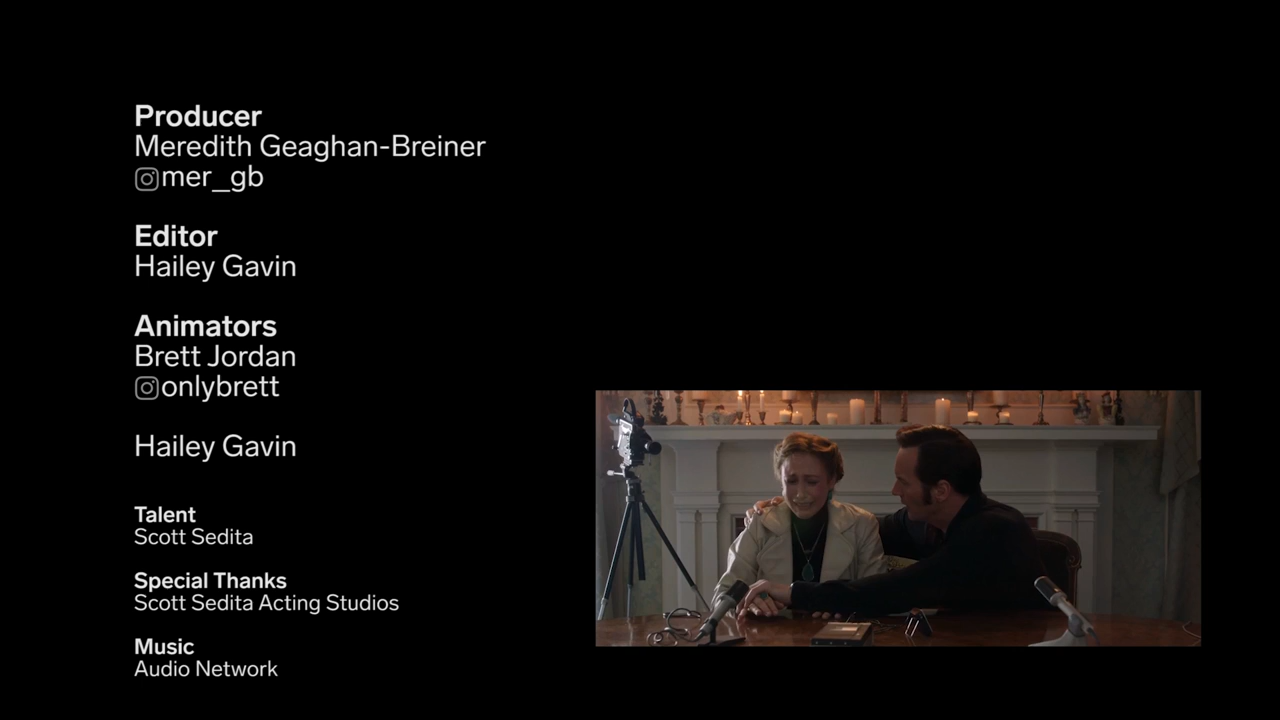 Producer
Meredith Geaghan-Breiner
mer_gb
Editor
Hailey Gavin
Animators
Brett Jordan
onlybrett
Hailey Gavin
Talent
Scott Sedita
Special Thanks
Scott Sedita Acting Studios
Music
Audio Network